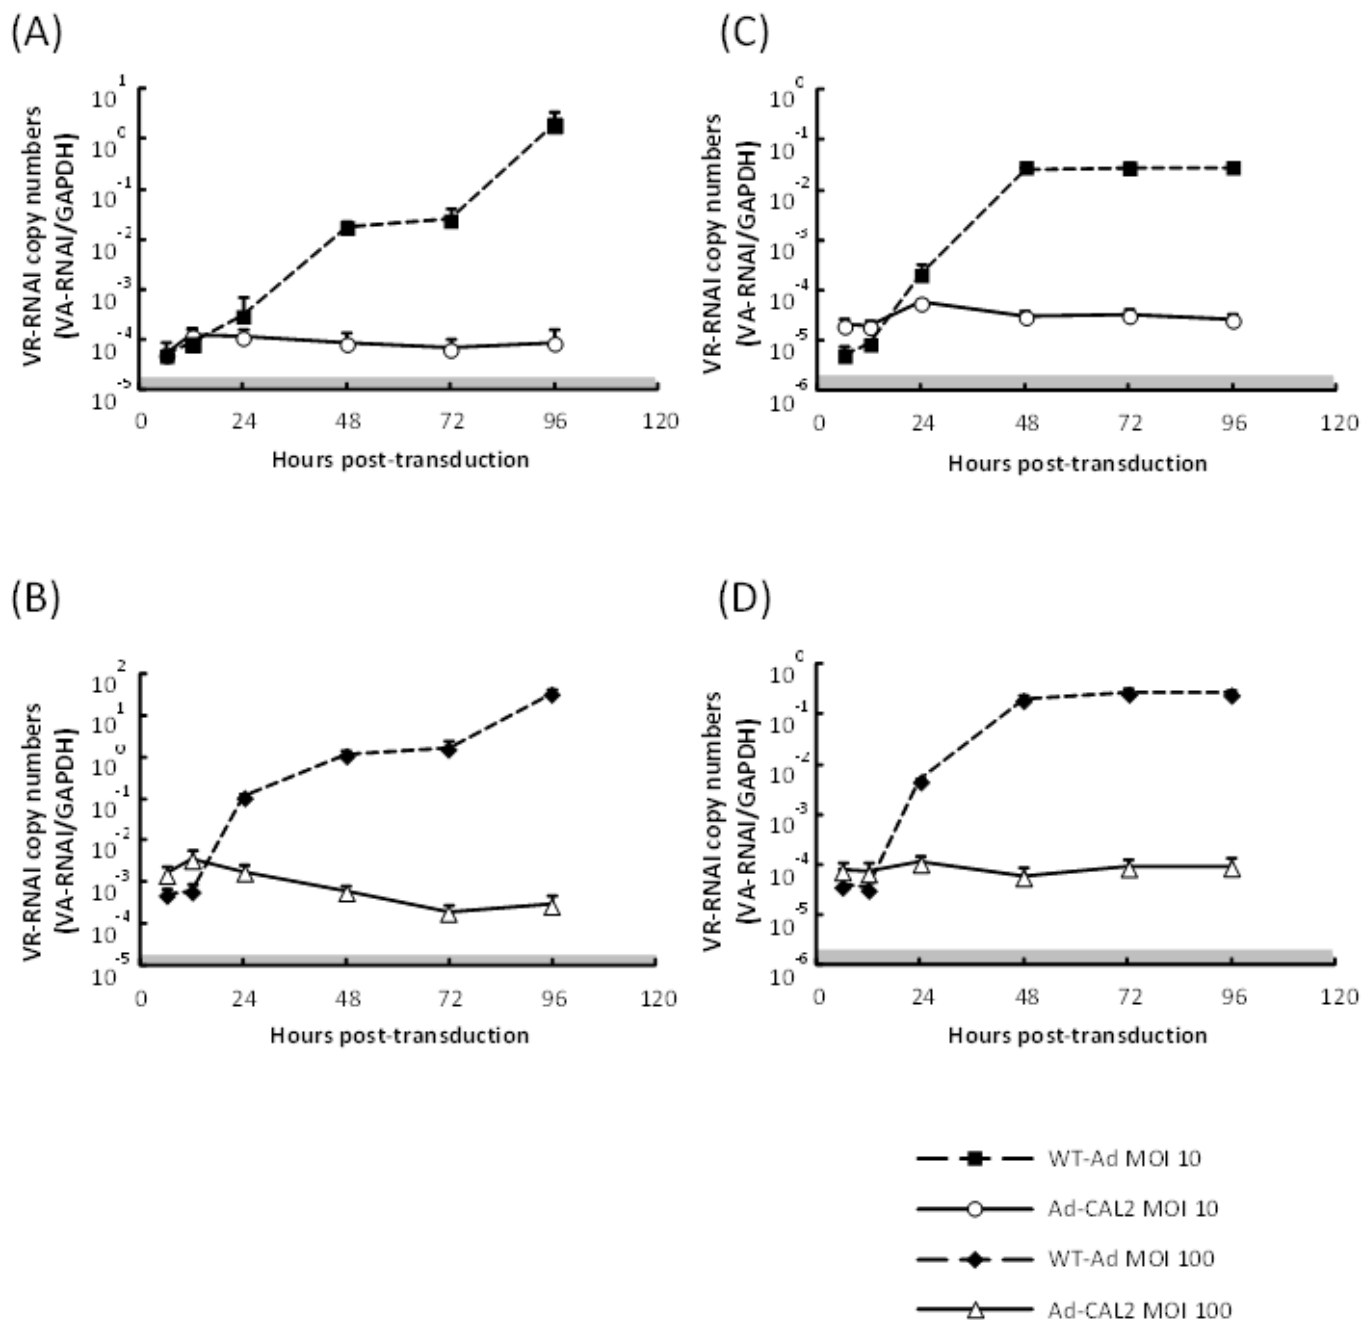 (A)
VR-RNAI copy numbers
(VA-RNAI/GAPDH)
10^1
10^0
10^-1
10^-2
10^-3
10^-4
10^-5
0 24 48 72 96 120
Hours post-transduction
(C)
VR-RNAI copy numbers
(VA-RNAI/GAPDH)
10^0
10^-1
10^-2
10^-3
10^-4
10^-5
10^-6
0 24 48 72 96 120
Hours post-transduction
(B)
VR-RNAI copy numbers
(VA-RNAI/GAPDH)
10^2
10^1
10^0
10^-1
10^-2
10^-3
10^-4
10^-5
0 24 48 72 96 120
Hours post-transduction
(D)
VR-RNAI copy numbers
(VA-RNAI/GAPDH)
10^0
10^-1
10^-2
10^-3
10^-4
10^-5
10^-6
0 24 48 72 96 120
Hours post-transduction
WT-Ad MOI 10
Ad-CAL2 MOI 10
WT-Ad MOI 100
Ad-CAL2 MOI 100